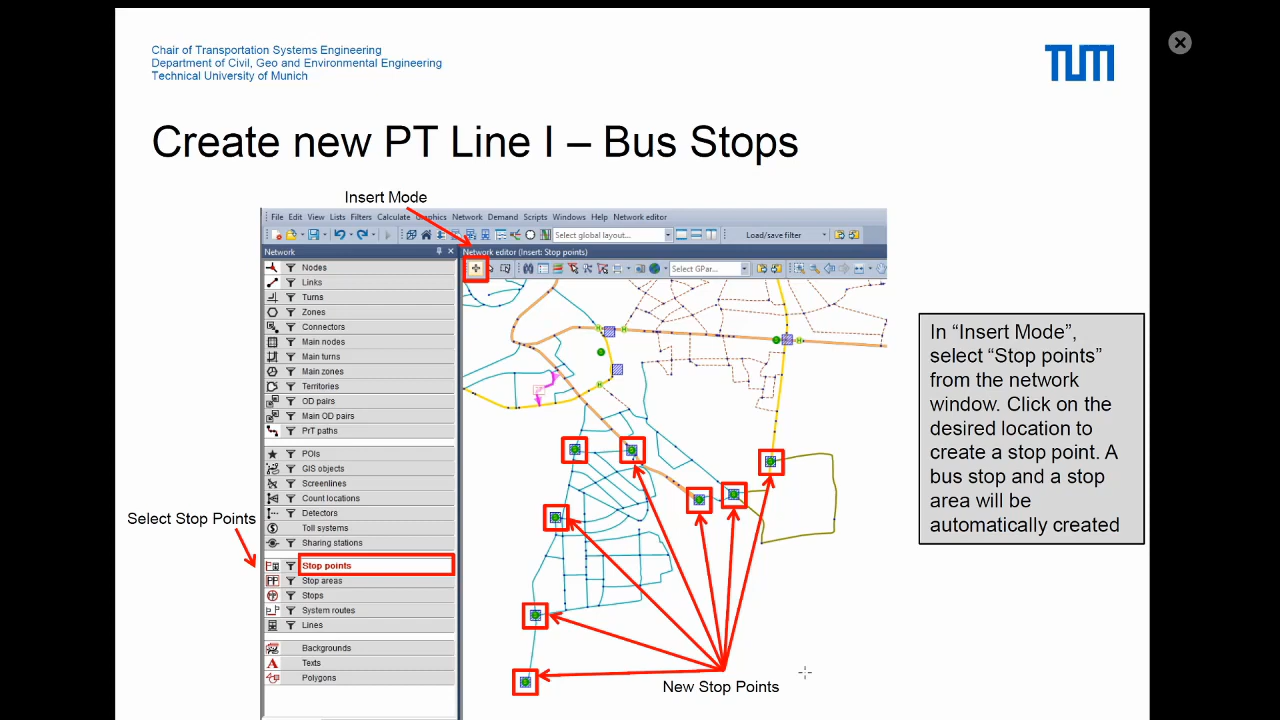 Chair of Transportation Systems Engineering
Department of Civil, Geo and Environmental Engineering
Technical University of Munich
TUM
Create new PT Line I – Bus Stops
Insert Mode
File Edit View Lists Filters Calculate Graphics Network Demand Scripts Windows Help Network editor
Select global layout...
Load/save filter
Network
Network editor (Insert: Stop points)
Select GPar...
Nodes
Links
Turns
Zones
Connectors
Main nodes
Main turns
Main zones
Territories
OD pairs
Main OD pairs
PrT paths
POIs
GIS objects
Screenlines
Count locations
Detectors
Toll systems
Sharing stations
Select Stop Points
Stop points
Stop areas
Stops
System routes
Lines
Backgrounds
Texts
Polygons
New Stop Points
In “Insert Mode”,
select “Stop points”
from the network
window. Click on the
desired location to
create a stop point. A
bus stop and a stop
area will be
automatically created